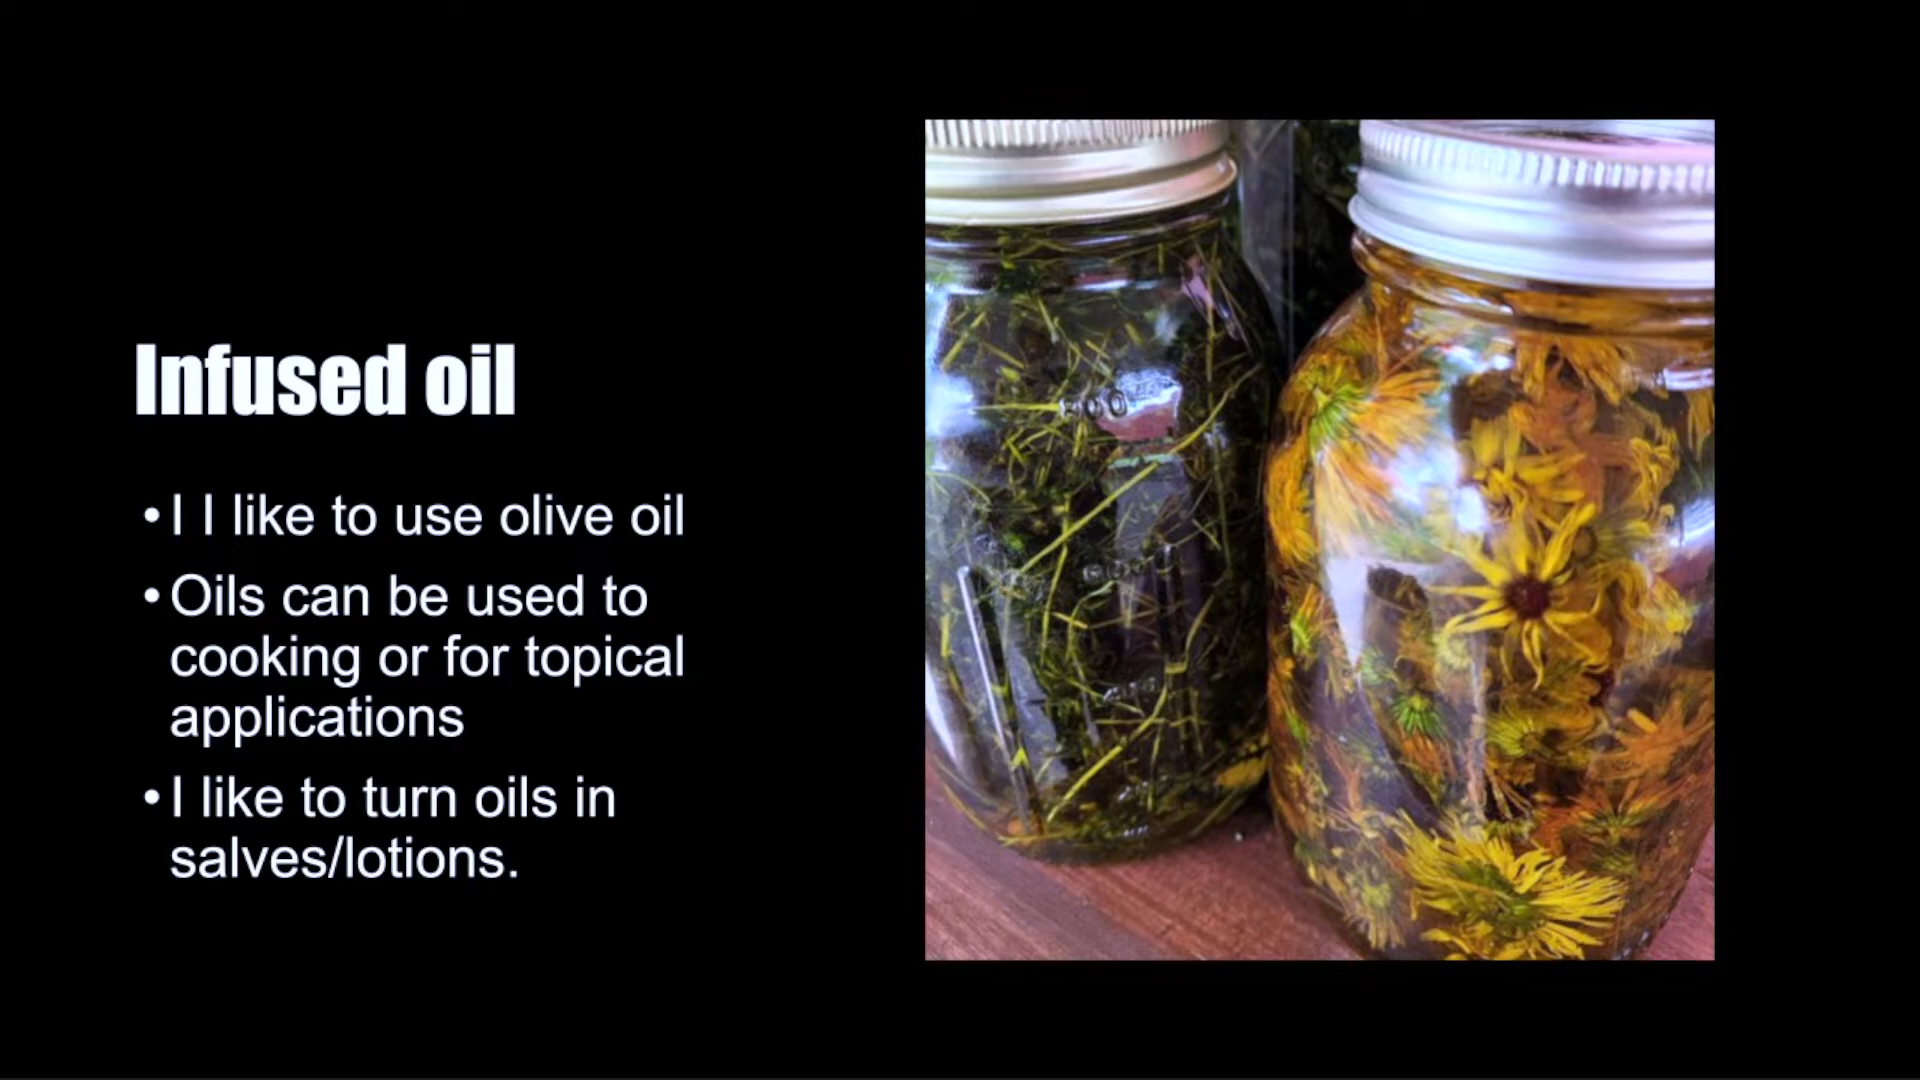 Infused oil
•I I like to use olive oil
•Oils can be used to
cooking or for topical
applications
•I like to turn oils in
salves/lotions.